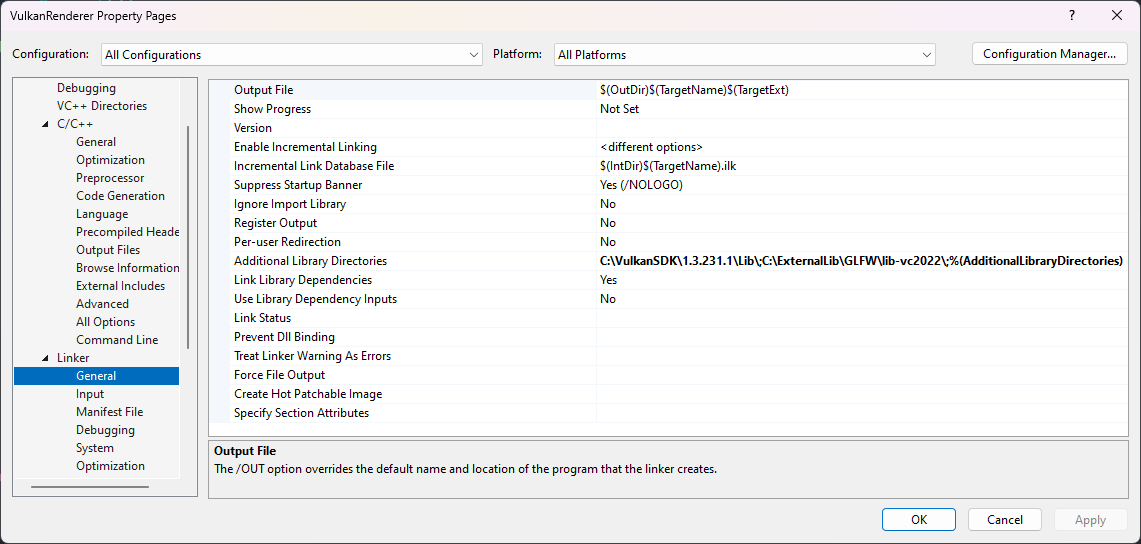 VulkanRenderer Property Pages
Configuration: All Configurations Platform: All Platforms Configuration Manager...
Debugging
VC++ Directories
C/C++
General
Optimization
Preprocessor
Code Generation
Language
Precompiled Heade
Output Files
Browse Information
External Includes
Advanced
All Options
Command Line
Linker
General
Input
Manifest File
Debugging
System
Optimization
Output File $(OutDir)$(TargetName)$(TargetExt)
Show Progress Not Set
Version
Enable Incremental Linking <different options>
Incremental Link Database File $(IntDir)$(TargetName).ilk
Suppress Startup Banner Yes (/NOLOGO)
Ignore Import Library No
Register Output No
Per-user Redirection No
Additional Library Directories C:\VulkanSDK\1.3.231.1\Lib\;C:\ExternalLib\GLFW\lib-vc2022\;%(AdditionalLibraryDirectories)
Link Library Dependencies Yes
Use Library Dependency Inputs No
Link Status
Prevent Dll Binding
Treat Linker Warning As Errors
Force File Output
Create Hot Patchable Image
Specify Section Attributes
Output File
The /OUT option overrides the default name and location of the program that the linker creates.
OK Cancel Apply